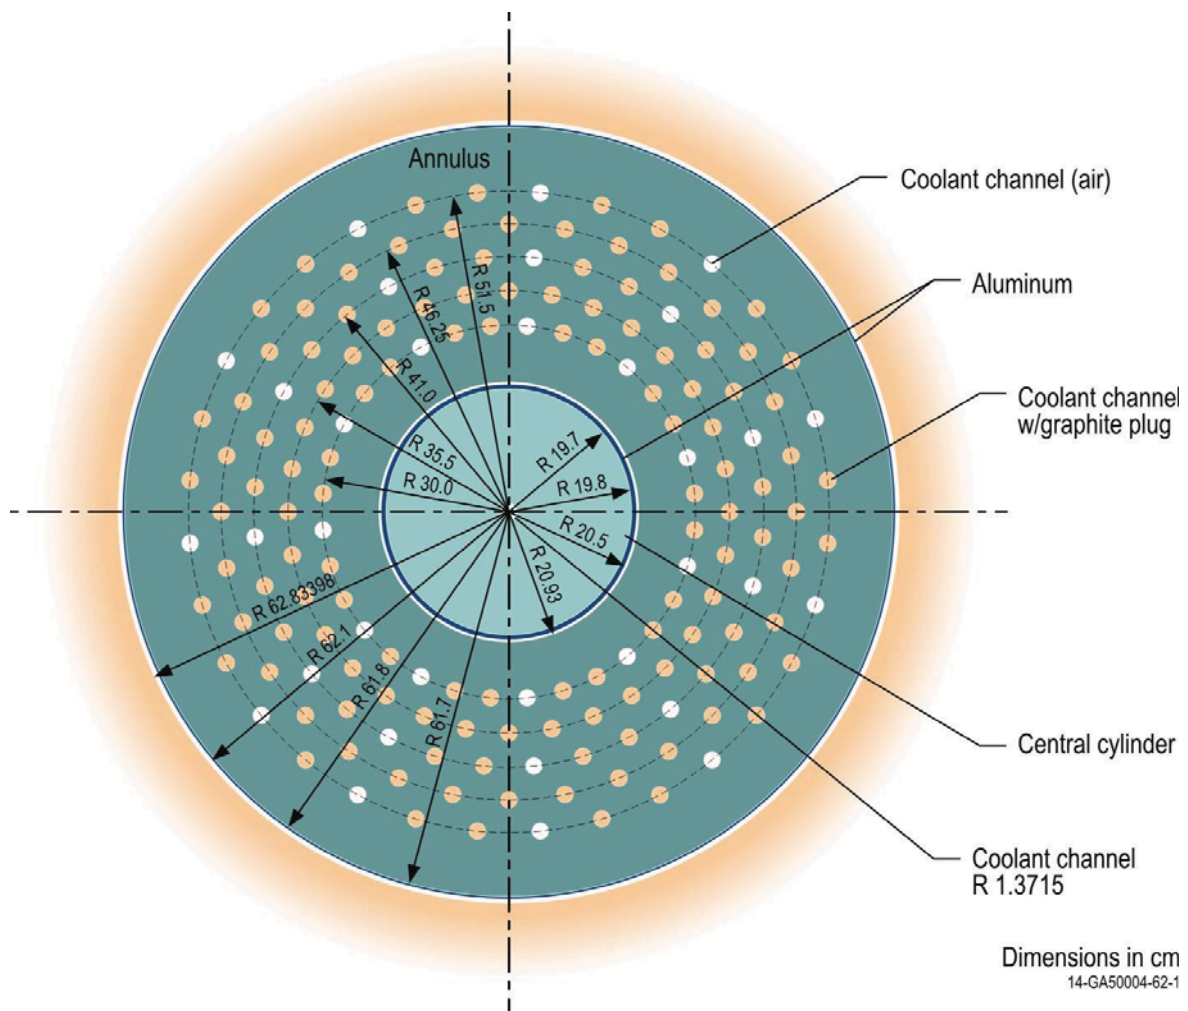 Annulus
Coolant channel (air)
Aluminum
Coolant channel
w/graphite plug
R 51.5
R 46.25
R 41.0
R 35.5
R 30.0
R 19.7
R 19.8
R 20.5
R 20.93
R 62.83398
R 62.1
R 61.8
R 61.7
Central cylinder
Coolant channel
R 1.3715
Dimensions in cm
14-GA50004-62-1